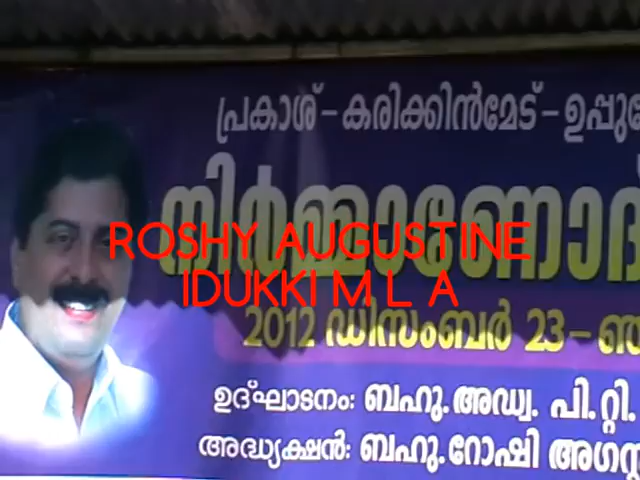 പ്രകാശ് - കരിക്കിൻമേട് - ഉപ്പു
നിർമ്മാണോദ്
ROSHY AUGUSTINE
IDUKKI M L A
2012 ഡിസംബർ 23 - ഞ
ഉദ്ഘാടനം: ബഹു. അഡ്വ. പി.റ്റി.
അദ്ധ്യക്ഷൻ: ബഹു. റോഷി അഗസ്റ്റ